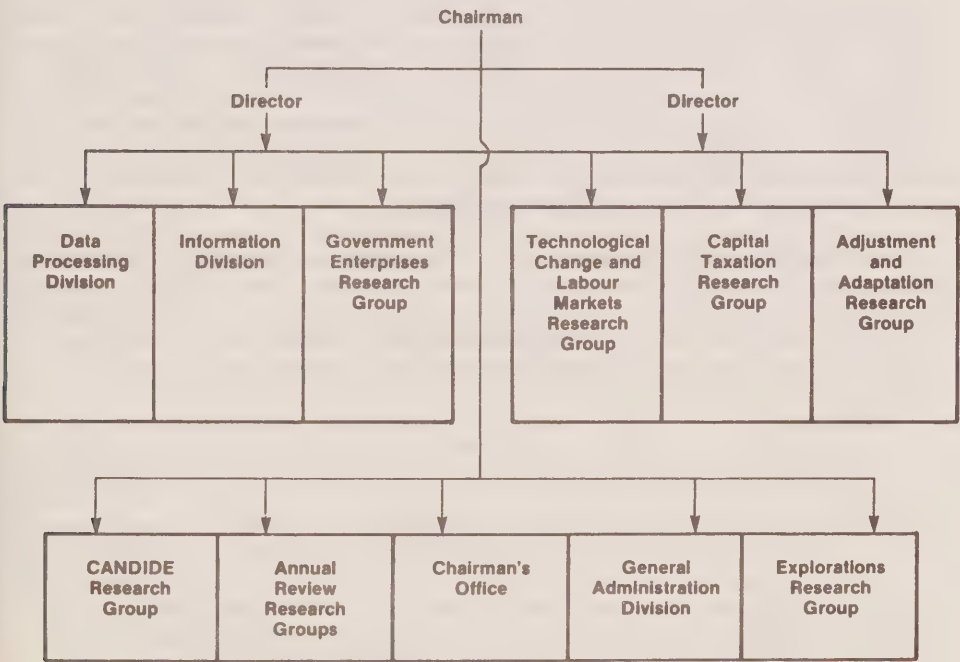 Chairman
Director
Director
Data
Processing
Division
Information
Division
Government
Enterprises
Research
Group
Technological
Change and
Labour
Markets
Research
Group
Capital
Taxation
Research
Group
Adjustment
and
Adaptation
Research
Group
CANDIDE
Research
Group
Annual
Review
Research
Groups
Chairman's
Office
General
Administration
Division
Explorations
Research
Group